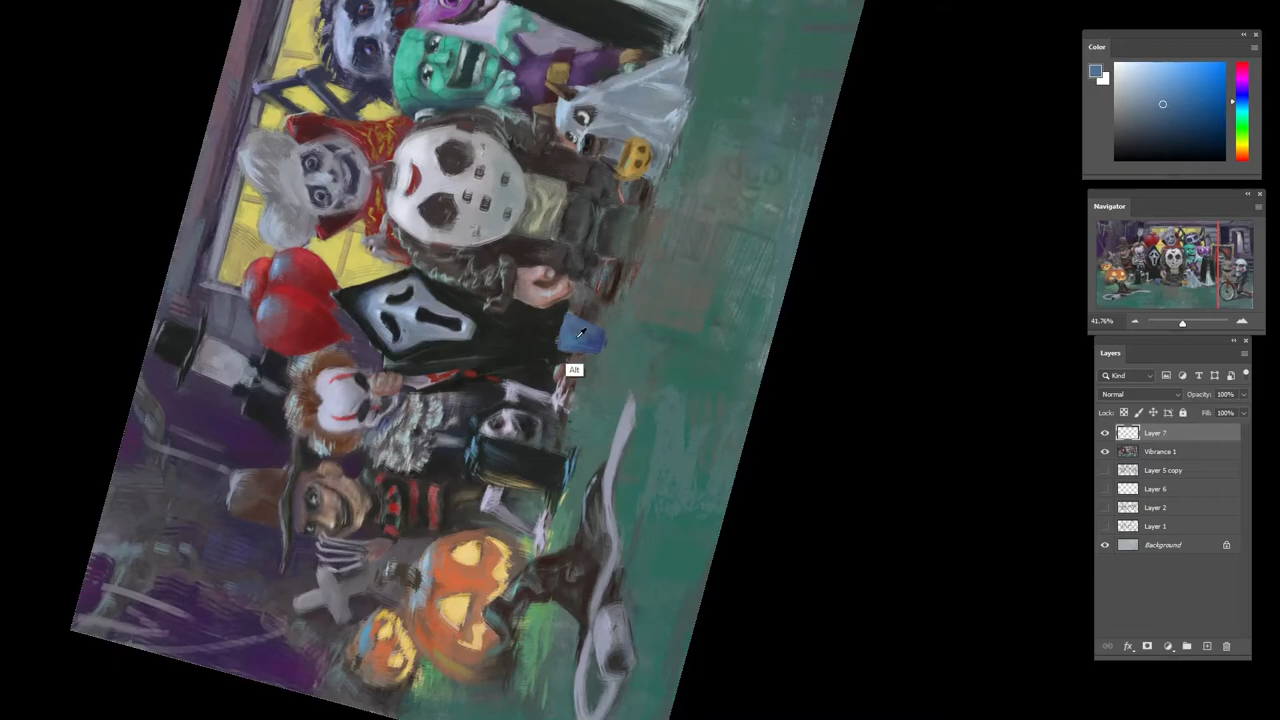 Color
Navigator
41.76%
Layers
Kind
Normal
Opacity: 100%
Lock:
Fill: 100%
Layer 7
Vibrance 1
Layer 5 copy
Layer 6
Layer 2
Layer 1
Background
fx
Alt